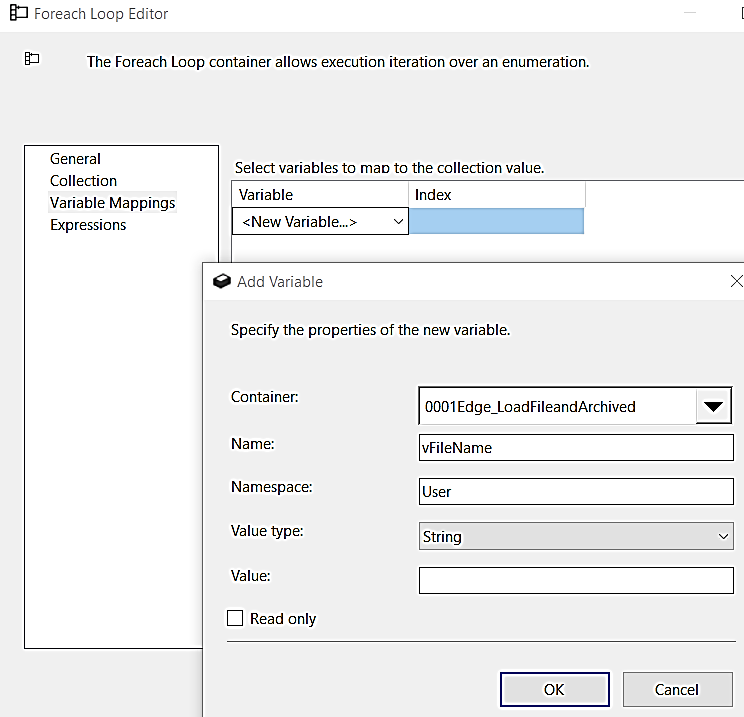 Foreach Loop Editor
The Foreach Loop container allows execution iteration over an enumeration.
General
Collection
Variable Mappings
Expressions
Select variables to map to the collection value.
Variable Index
<New Variable...>
Add Variable
Specify the properties of the new variable.
Container: 0001Edge_LoadFileandArchived
Name: vFileName
Namespace: User
Value type: String
Value:
Read only
OK Cancel